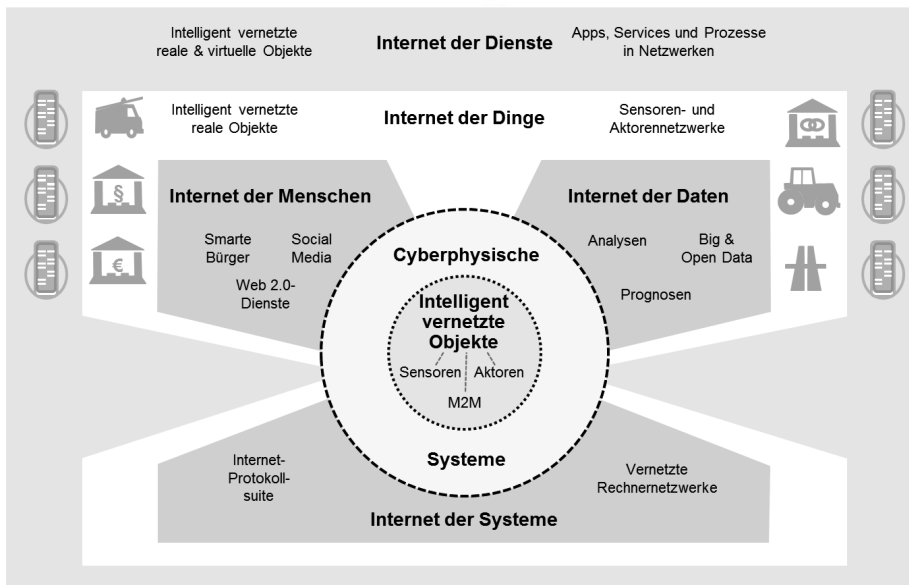 Intelligent vernetzte
reale & virtuelle Objekte
Internet der Dienste
Apps, Services und Prozesse
in Netzwerken
Intelligent vernetzte
reale Objekte
Internet der Dinge
Sensoren- und
Aktorennetzwerke
Internet der Menschen
Smarte
Bürger
Social
Media
Web 2.0-
Dienste
Internet der Daten
Analysen
Big &
Open Data
Prognosen
§
€
Cyberphysische
Intelligent
vernetzte
Objekte
Sensoren
Aktoren
M2M
Systeme
Internet-
Protokoll-
suite
Vernetzte
Rechnernetzwerke
Internet der Systeme